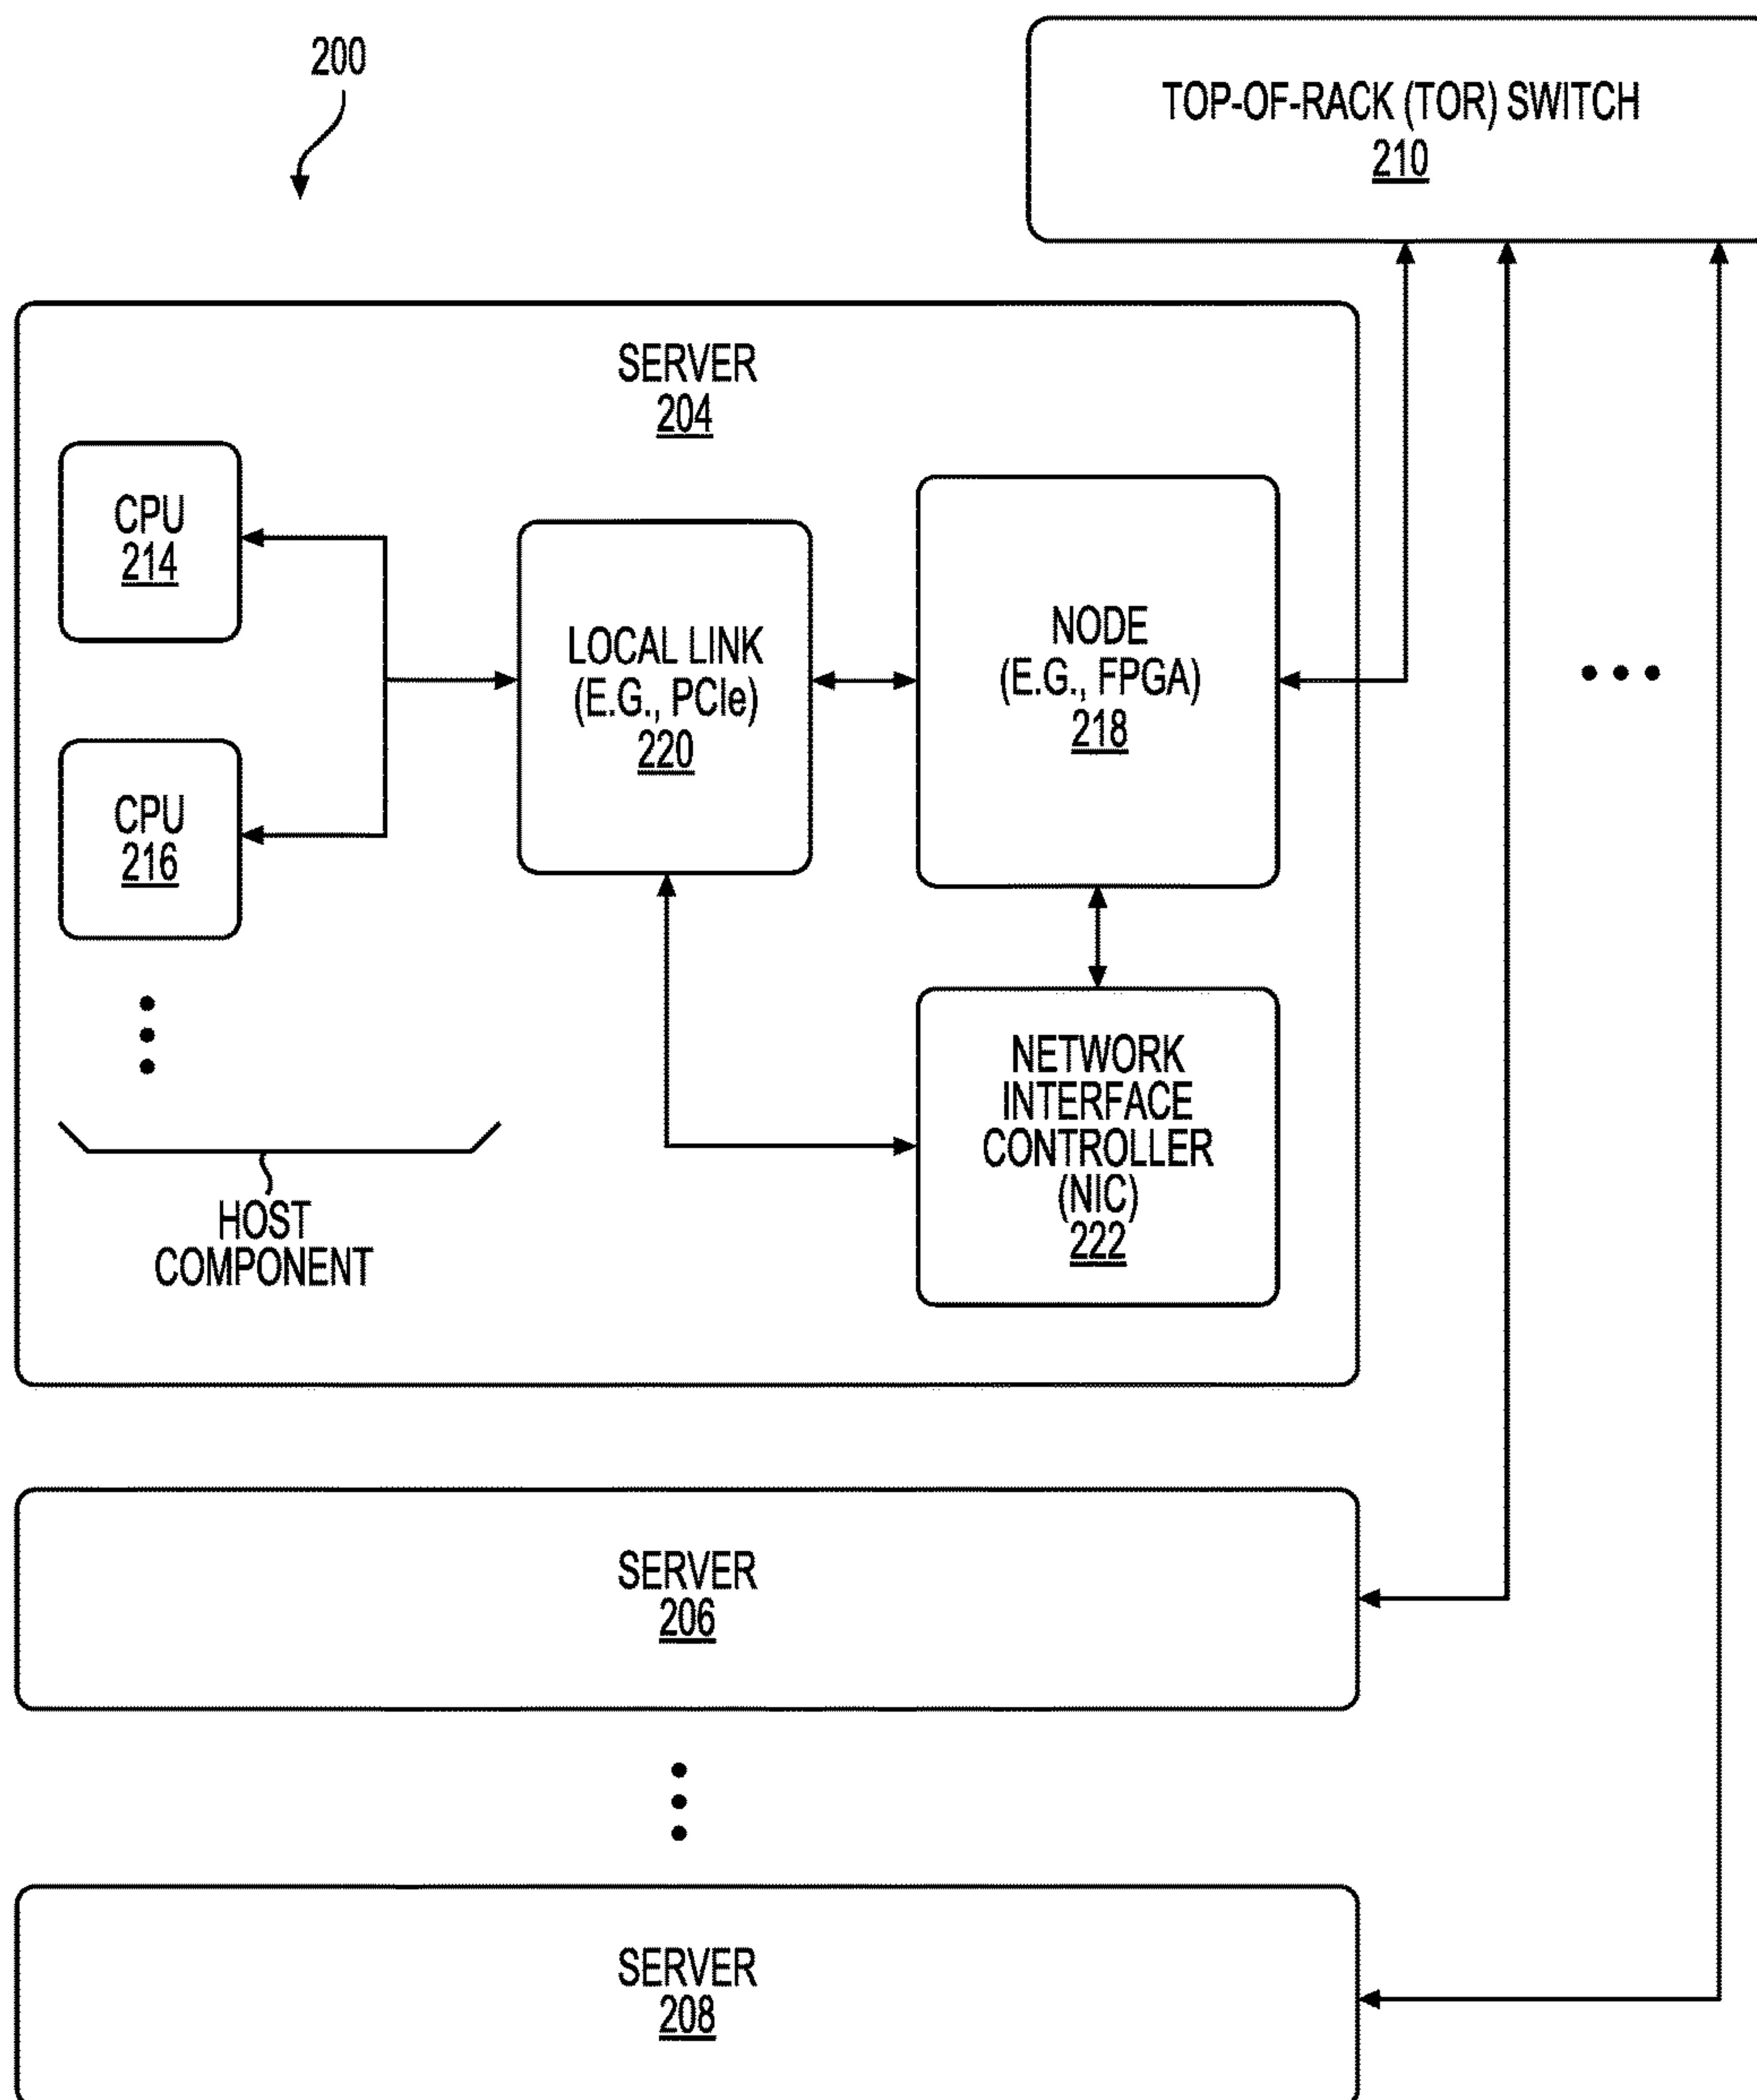 200
TOP-OF-RACK (TOR) SWITCH
210
SERVER
204
CPU
214
LOCAL LINK
(E.G., PCIe)
220
NODE
(E.G., FPGA)
218
CPU
216
NETWORK
INTERFACE
CONTROLLER
(NIC)
222
HOST
COMPONENT
SERVER
206
SERVER
208